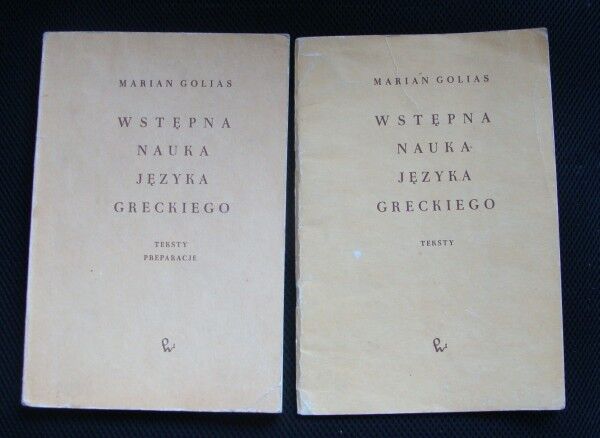 MARIAN GOLIAS
WSTĘPNA
NAUKA
JĘZYKA
GRECKIEGO
TEKSTY
PREPARACJE
MARIAN GOLIAS
WSTĘPNA
NAUKA
JĘZYKA
GRECKIEGO
TEKSTY